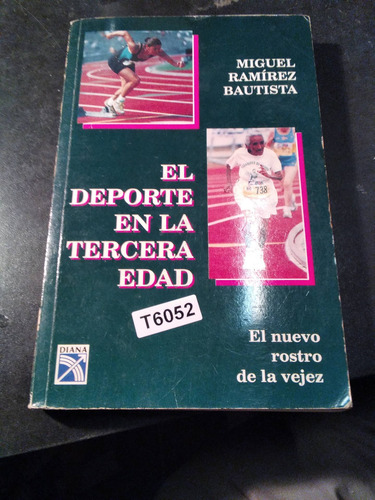 MIGUEL
RAMÍREZ
BAUTISTA
738
EL
DEPORTE
EN LA
TERCERA
EDAD
T6052
El nuevo
rostro
de la vejez
DIANA